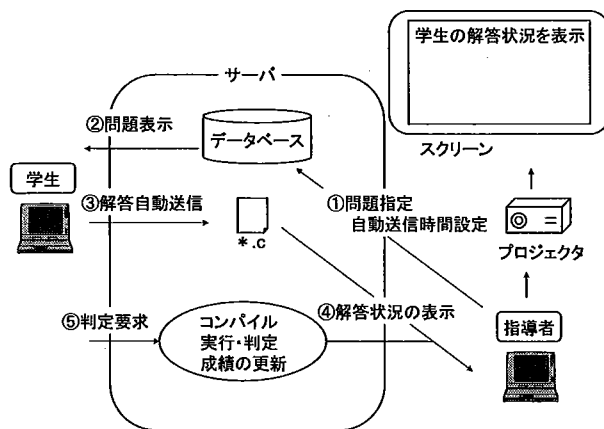 学生の解答状況を表示
サーバ
②問題表示
データベース
スクリーン
学生
③解答自動送信
①問題指定
自動送信時間設定
*.c
プロジェクタ
⑤判定要求
コンパイル
実行・判定
成績の更新
④解答状況の表示
指導者